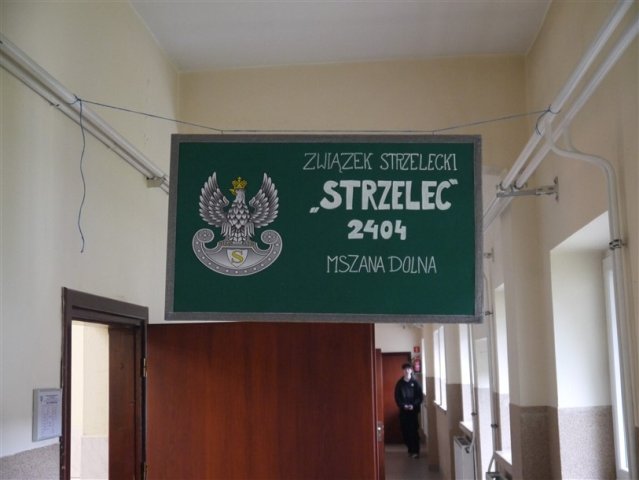 ZWIĄZEK STRZELECKI
„STRZELEC“
2404
MSZANA DOLNA
S